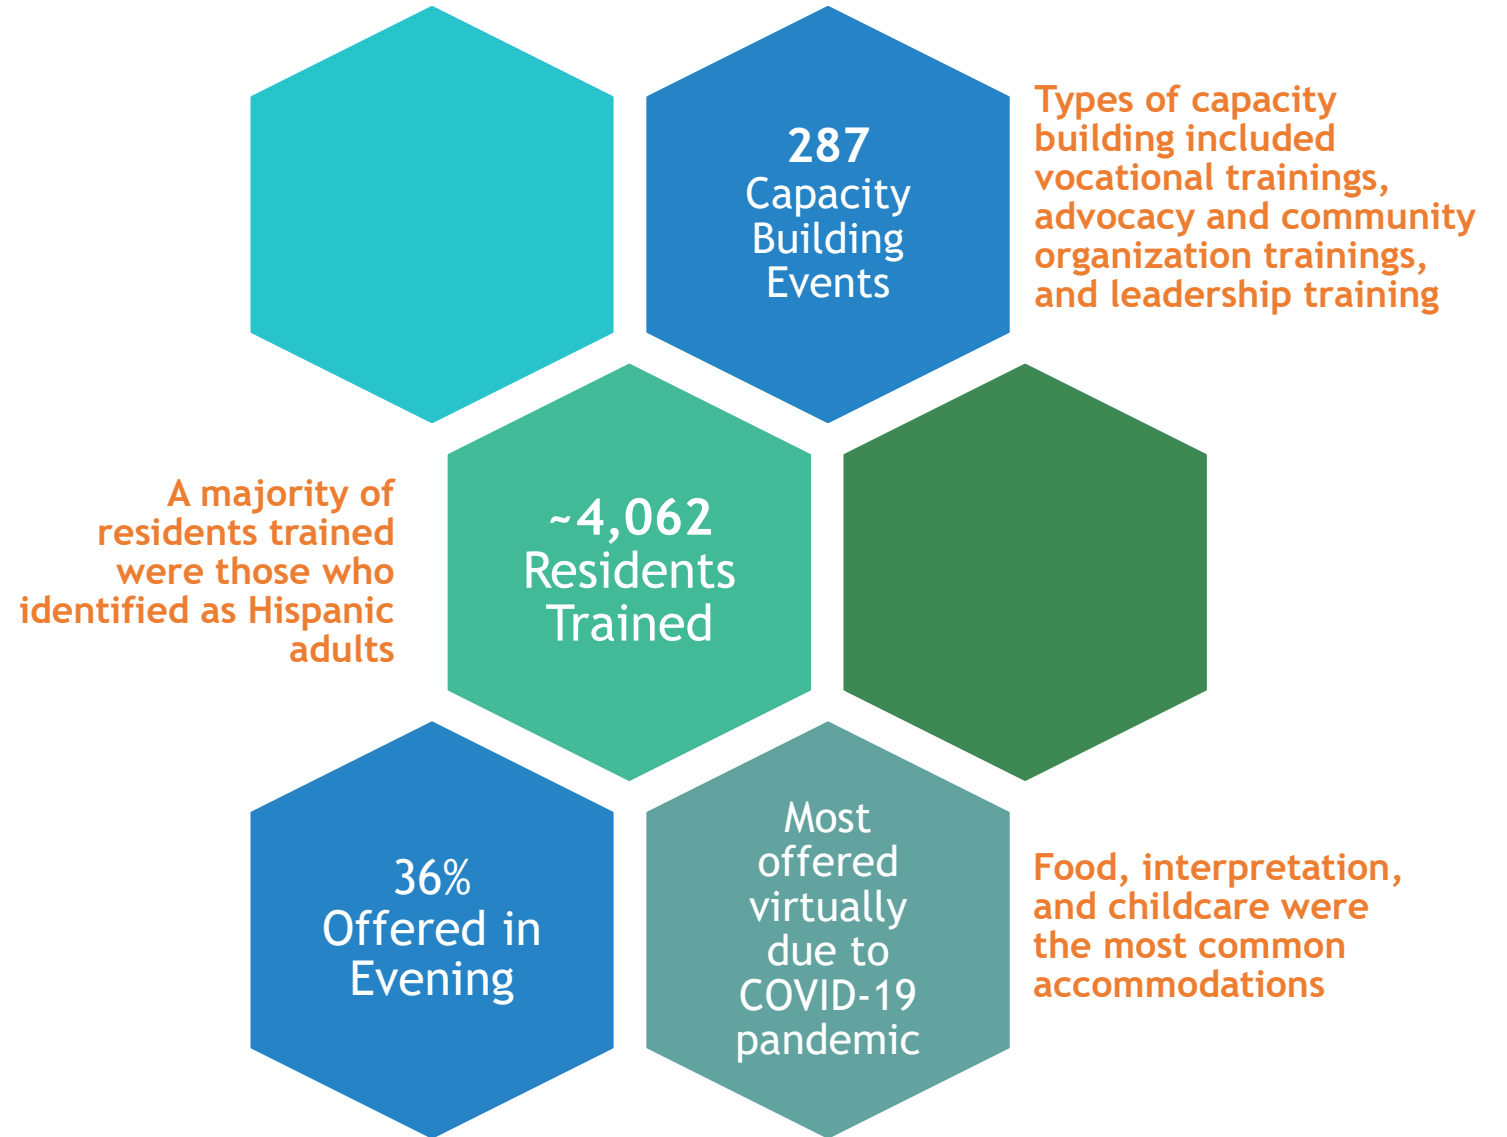 287
Capacity
Building
Events
Types of capacity
building included
vocational trainings,
advocacy and community
organization trainings,
and leadership training
A majority of
residents trained
were those who
identified as Hispanic
adults
~4,062
Residents
Trained
36%
Offered in
Evening
Most
offered
virtually
due to
COVID-19
pandemic
Food, interpretation,
and childcare were
the most common
accommodations